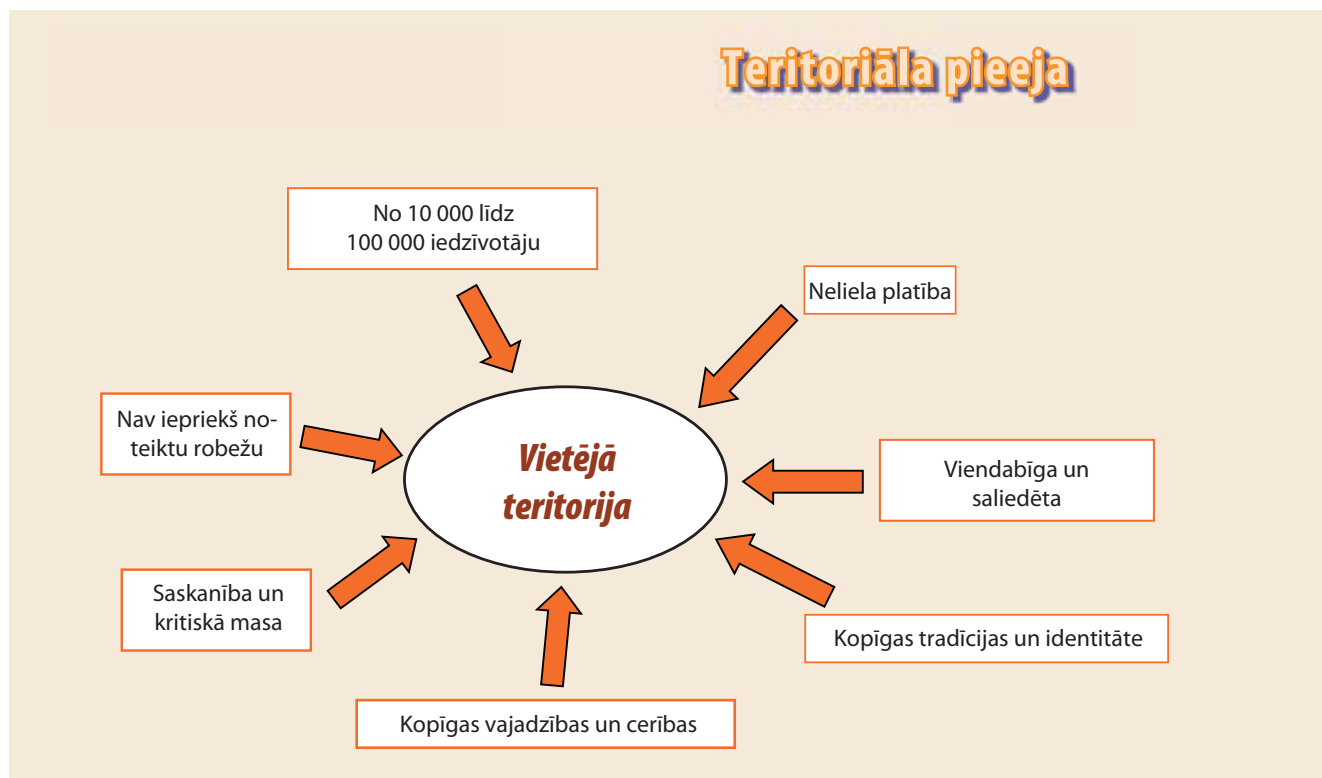 Teritoriāla pieeja
No 10 000 līdz
100 000 iedzīvotāju
Neliela platība
Nav iepriekš no-
teiktu robežu
Vietējā
teritorija
Viendabīga un
saliedēta
Saskanība un
kritiskā masa
Kopīgas tradīcijas un identitāte
Kopīgas vajadzības un cerības